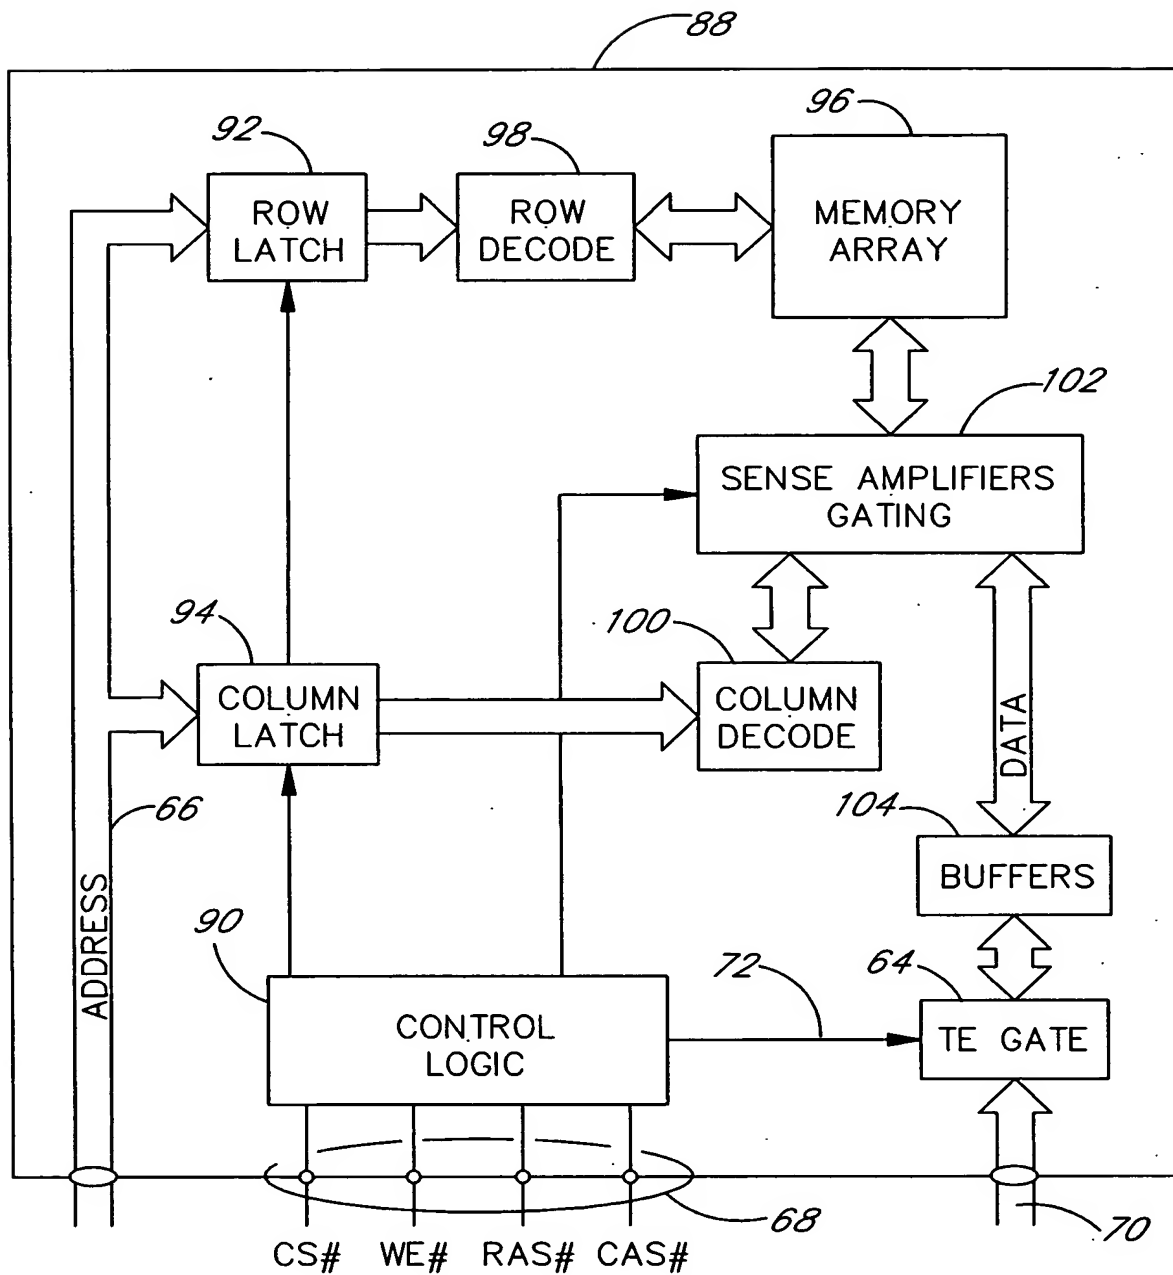 88
92
98
96
ROW
LATCH
ROW
DECODE
MEMORY
ARRAY
102
SENSE AMPLIFIERS
GATING
94
100
COLUMN
LATCH
COLUMN
DECODE
DATA
66
104
BUFFERS
ADDRESS
90
72
64
CONTROL
LOGIC
TE GATE
68
70
CS# WE# RAS# CAS#